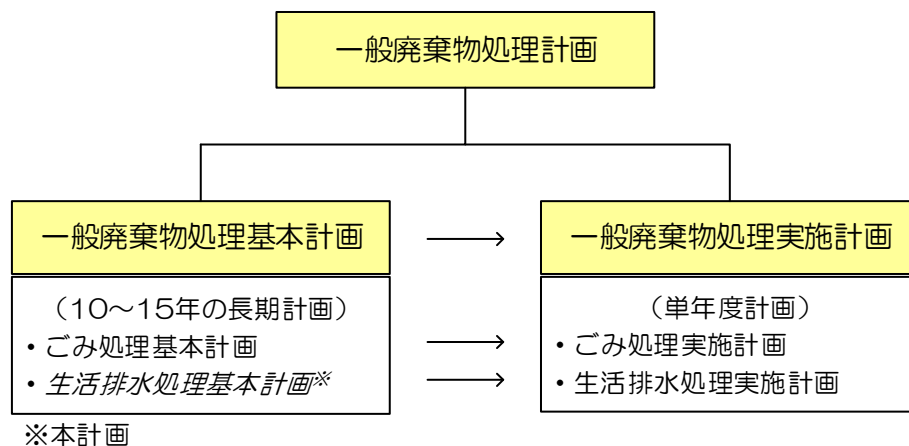 一般廃棄物処理計画
一般廃棄物処理基本計画
（10～15年の長期計画）
・ごみ処理基本計画
・生活排水処理基本計画※
※本計画
一般廃棄物処理実施計画
（単年度計画）
・ごみ処理実施計画
・生活排水処理実施計画